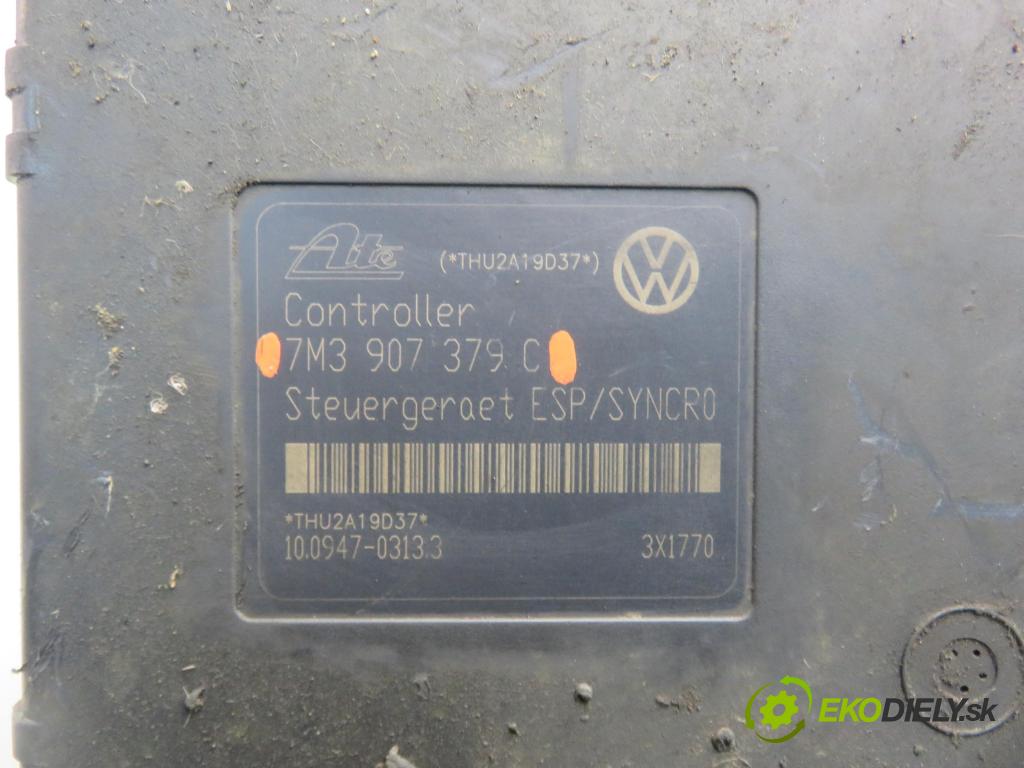 Ate (*THU2A19D37*)
Controller
7M3 907 379 C
Steuergeraet ESP/SYNCRO
*THU2A19D37*
10.0947-0313.3 3X1770
EKODIELY.sk